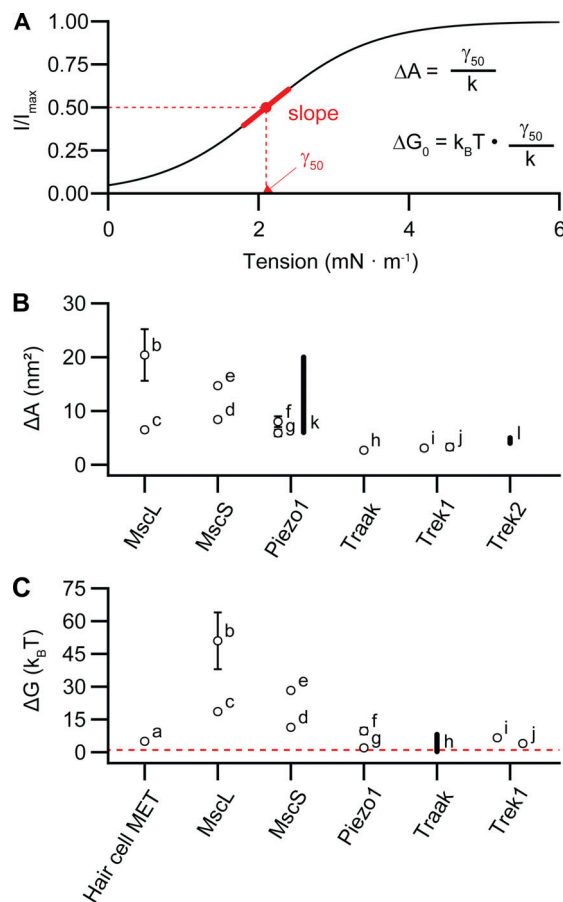 A
1.00
0.75
0.50
0.25
0.00
I/Imax
slope
γ50
ΔA = γ50 / k
ΔG0 = kBT • γ50 / k
0 2 4 6
Tension (mN · m⁻¹)
B
30
20
10
0
ΔA (nm²)
b
c
e
d
f
g
k
h
i
j
l
MscL
MscS
Piezo1
Traak
Trek1
Trek2
C
75
60
45
30
15
0
ΔG (kBT)
a
b
c
e
d
f
g
h
i
j
Hair cell MET
MscL
MscS
Piezo1
Traak
Trek1